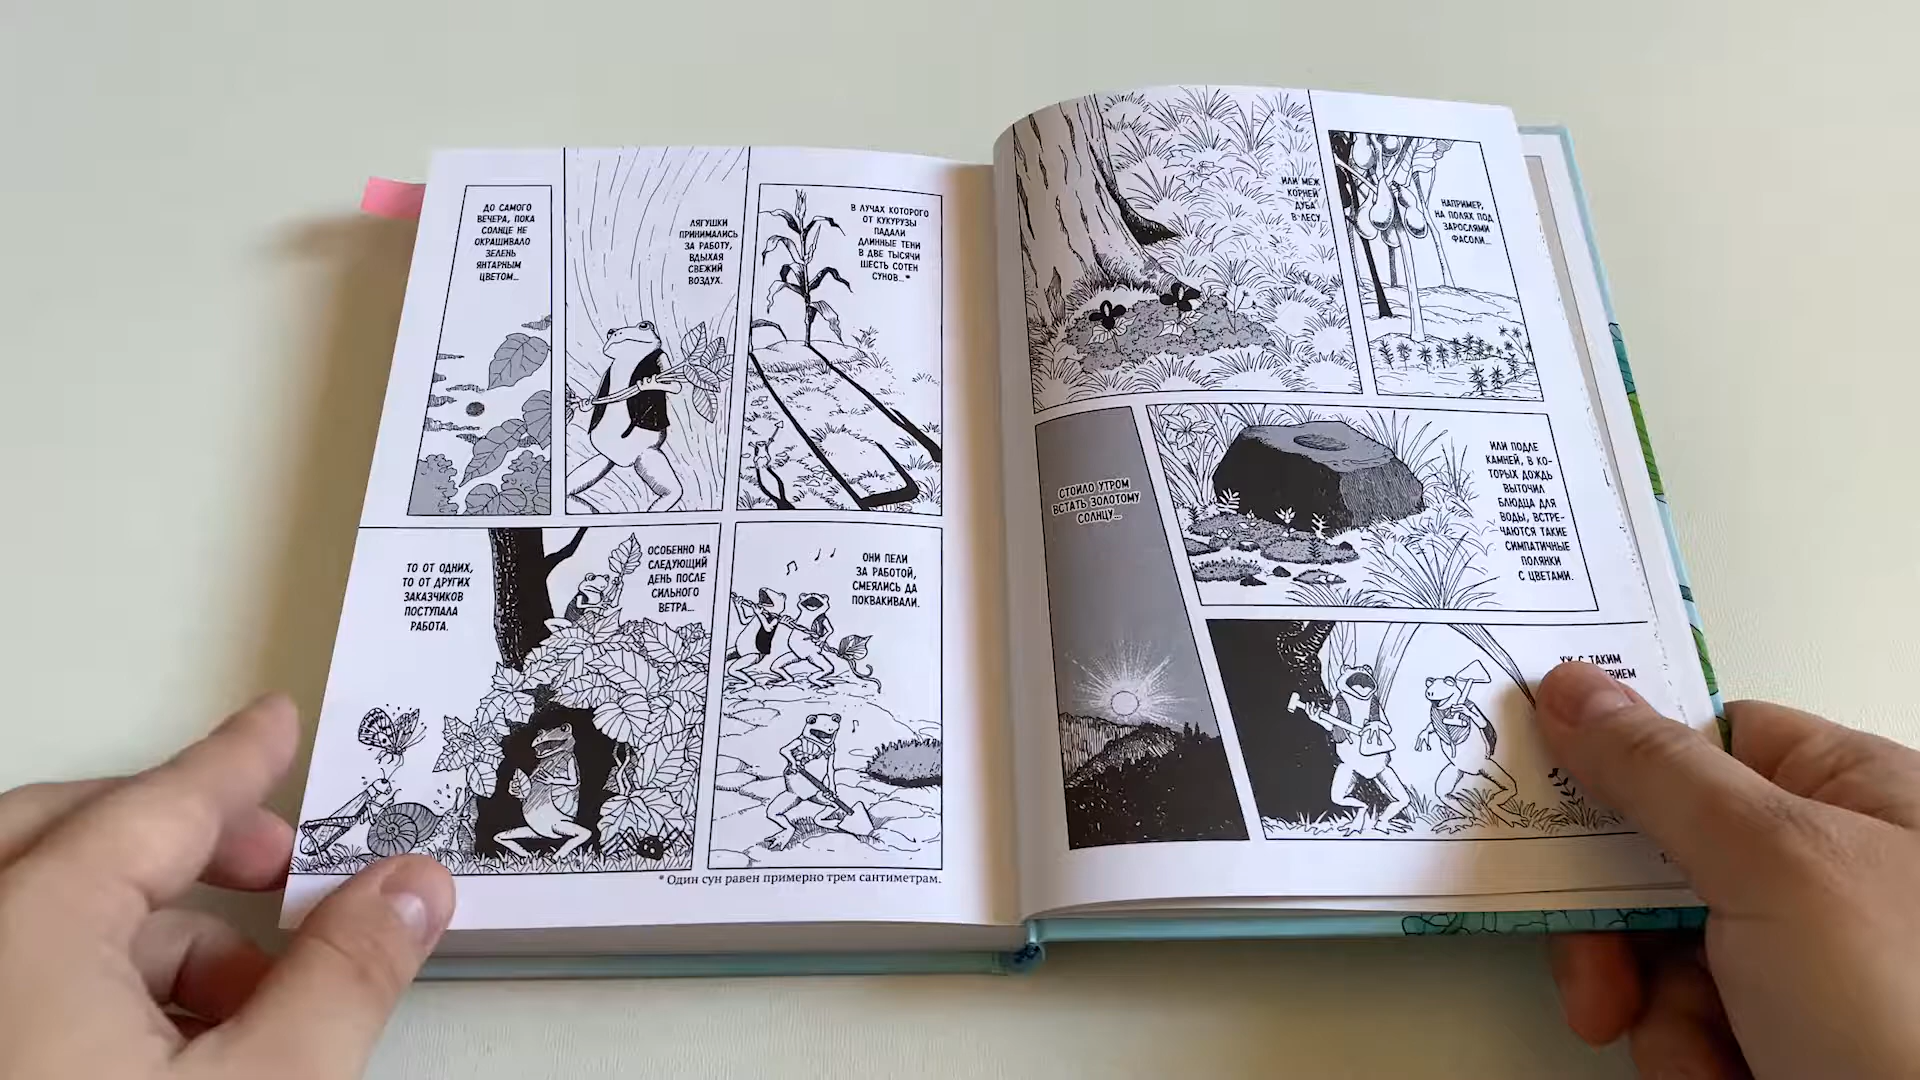 НАПРИМЕР,
НА ПОЛЯХ ПОД
ЗАРОСЛЯМИ
ФАСОЛИ...
ИЛИ МЕЖ
КОРНЕЙ
ДУБА
В ЛЕСУ...
ИЛИ ПОДЛЕ
КАМНЕЙ, В КО-
ТОРЫХ ДОЖДЬ
ВЫТОЧИЛ
БЛЮДЦА ДЛЯ
ВОДЫ, ВСТРЕ-
ЧАЮТСЯ ТАКИЕ
СИМПАТИЧНЫЕ
ПОЛЯНКИ
С ЦВЕТАМИ.
УЖ С ТАКИМ
СТОИЛО УТРОМ
ВСТАТЬ ЗОЛОТОМУ
СОЛНЦУ...
В ЛУЧАХ КОТОРОГО
ОТ КУКУРУЗЫ
ПАДАЛИ
ДЛИННЫЕ ТЕНИ
В ДВЕ ТЫСЯЧИ
ШЕСТЬ СОТЕН
СУНОВ...*
ЛЯГУШКИ
ПРИНИМАЛИСЬ
ЗА РАБОТУ,
ВДЫХАЯ
СВЕЖИЙ
ВОЗДУХ.
ДО САМОГО
ВЕЧЕРА, ПОКА
СОЛНЦЕ НЕ
ОКРАШИВАЛО
ЗЕЛЕНЬ
ЯНТАРНЫМ
ЦВЕТОМ...
ОНИ ПЕЛИ
ЗА РАБОТОЙ,
СМЕЯЛИСЬ ДА
ПОКВАКИВАЛИ.
ОСОБЕННО НА
СЛЕДУЮЩИЙ
ДЕНЬ ПОСЛЕ
СИЛЬНОГО
ВЕТРА...
ТО ОТ ОДНИХ,
ТО ОТ ДРУГИХ
ЗАКАЗЧИКОВ
ПОСТУПАЛА
РАБОТА.
* Один сун равен примерно трем сантиметрам.